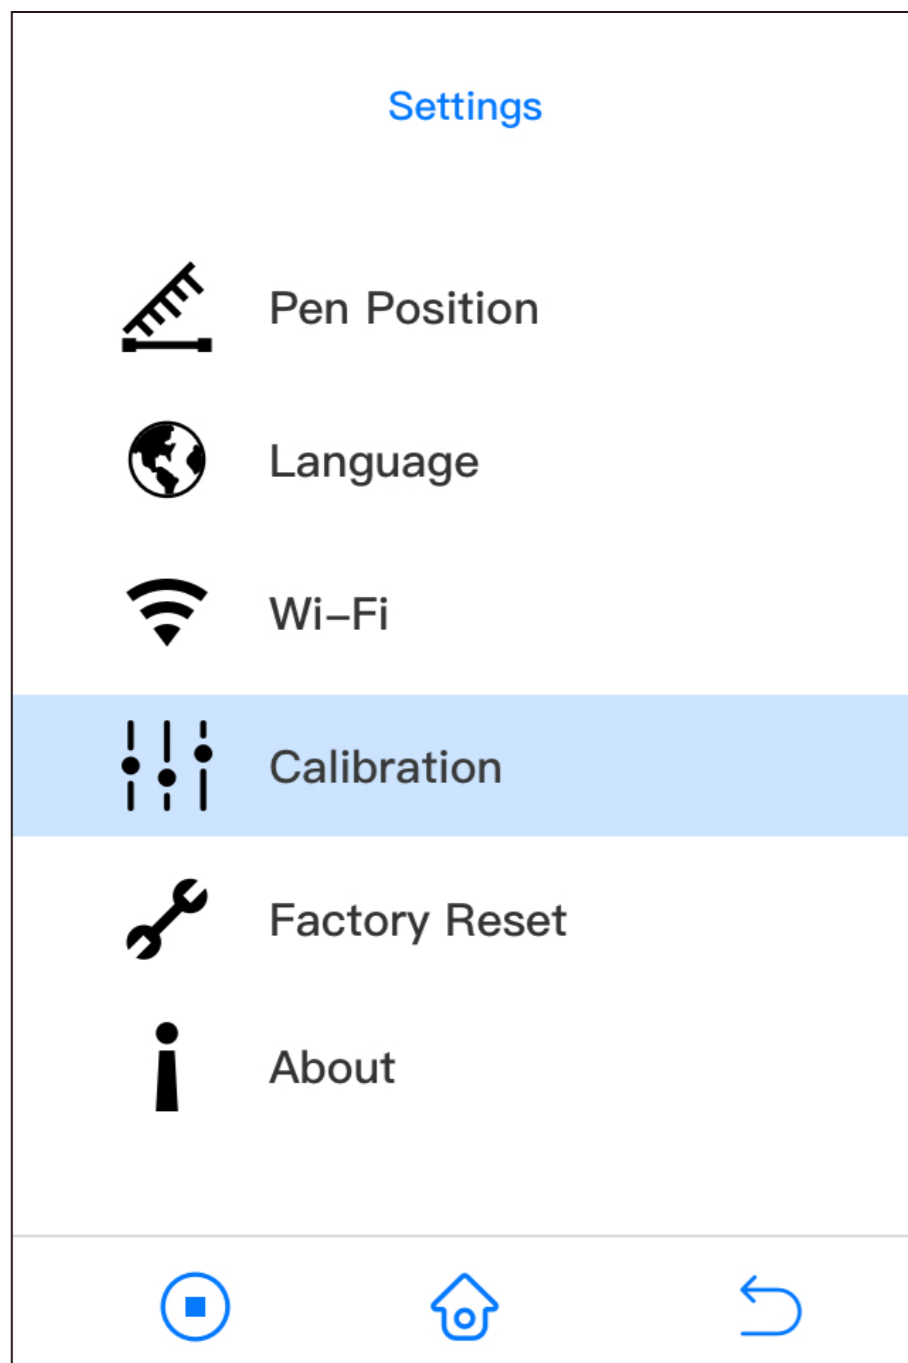 Settings
Pen Position
Language
Wi-Fi
Calibration
Factory Reset
About